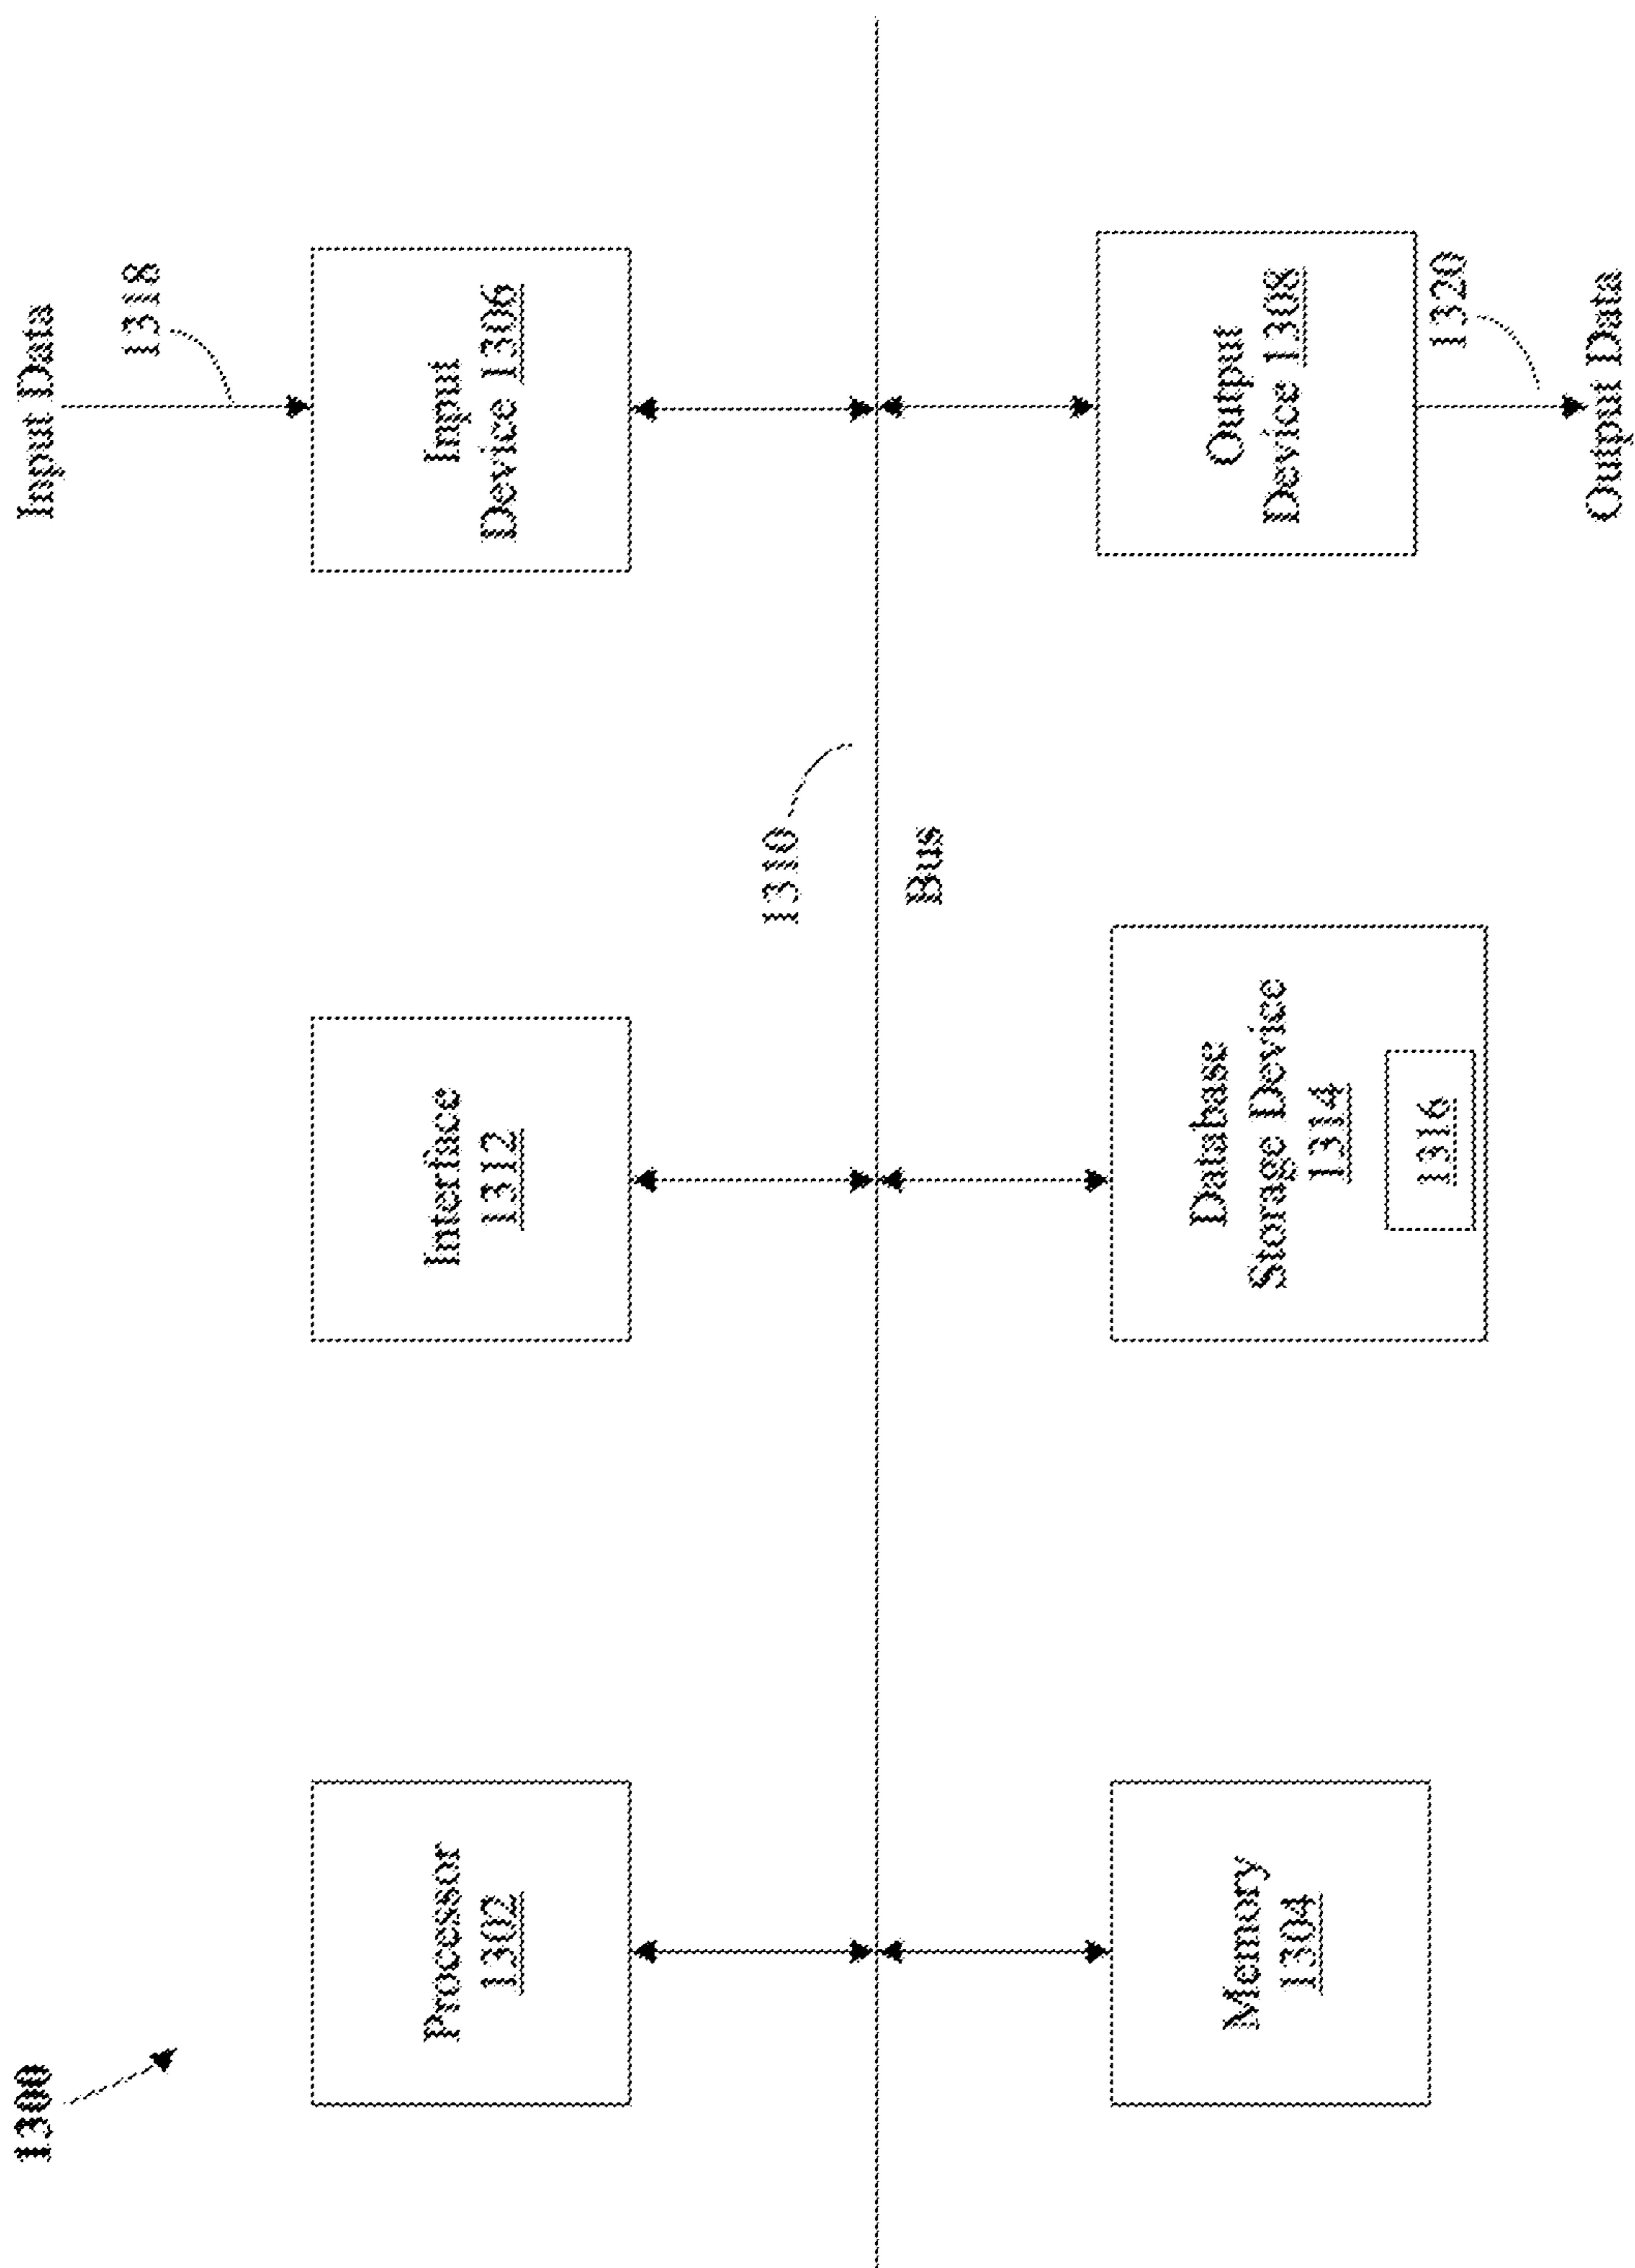 1300
Processor
1302
Interface
1312
Input Data
1318
Input
Device 1306
1310
Bus
Memory
1304
Database
Storage Device
1314
1316
Output
Device 1308
1320
Output Data